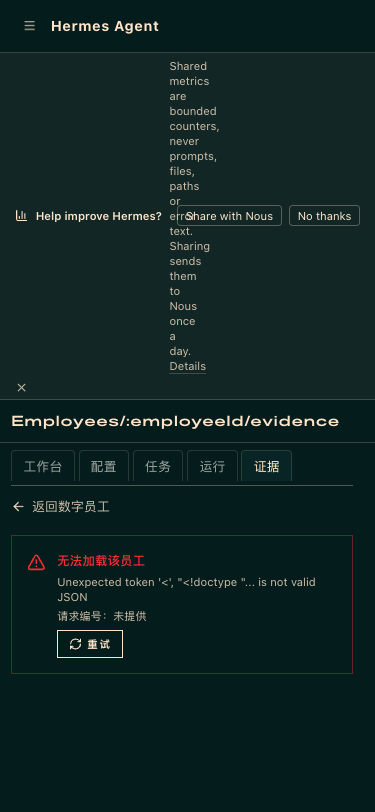 Hermes Agent
Shared
metrics
are
bounded
counters,
never
prompts,
files,
paths
or
Help improve Hermes?
error
Share with Nous
No thanks
text.
Sharing
sends
them
to
Nous
once
a
day.
Details
Employees/:employeeId/evidence
工作台
配置
任务
运行
证据
返回数字员工
无法加载该员工
Unexpected token '<', "<!doctype "... is not valid
JSON
请求编号：未提供
重试